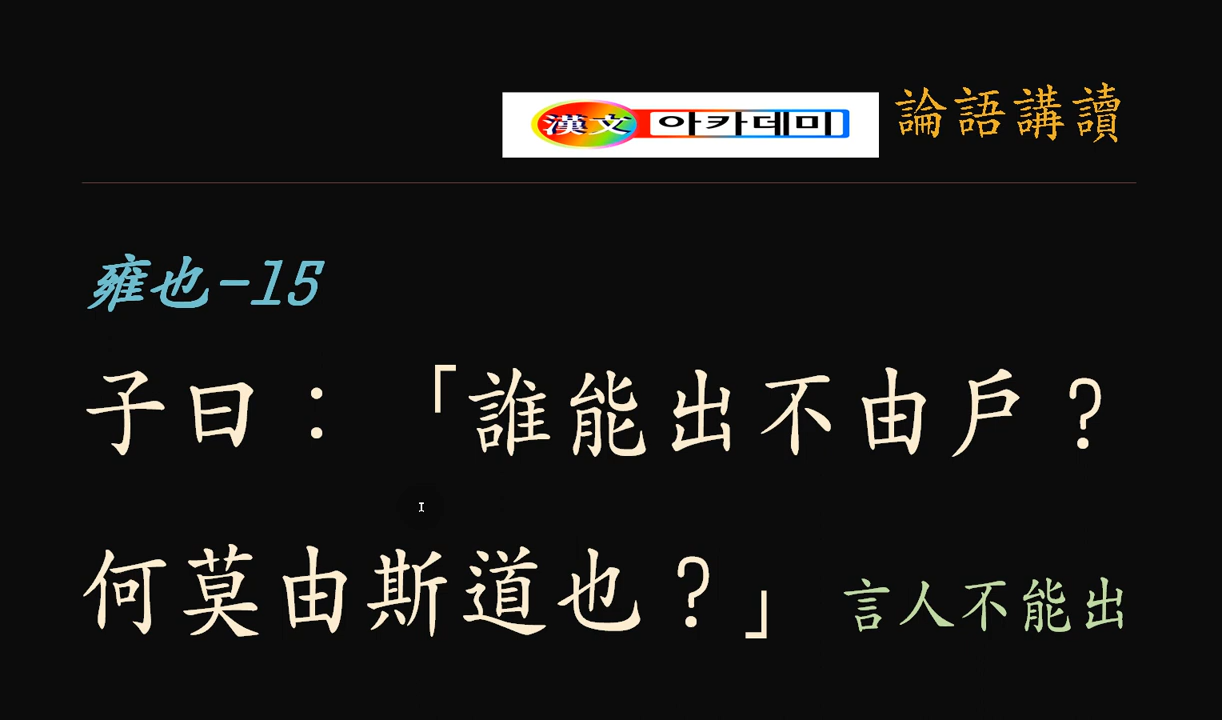 漢文 아카데미 論語講讀
雍也-15
子曰：「誰能出不由戶？
何莫由斯道也？」 言人不能出